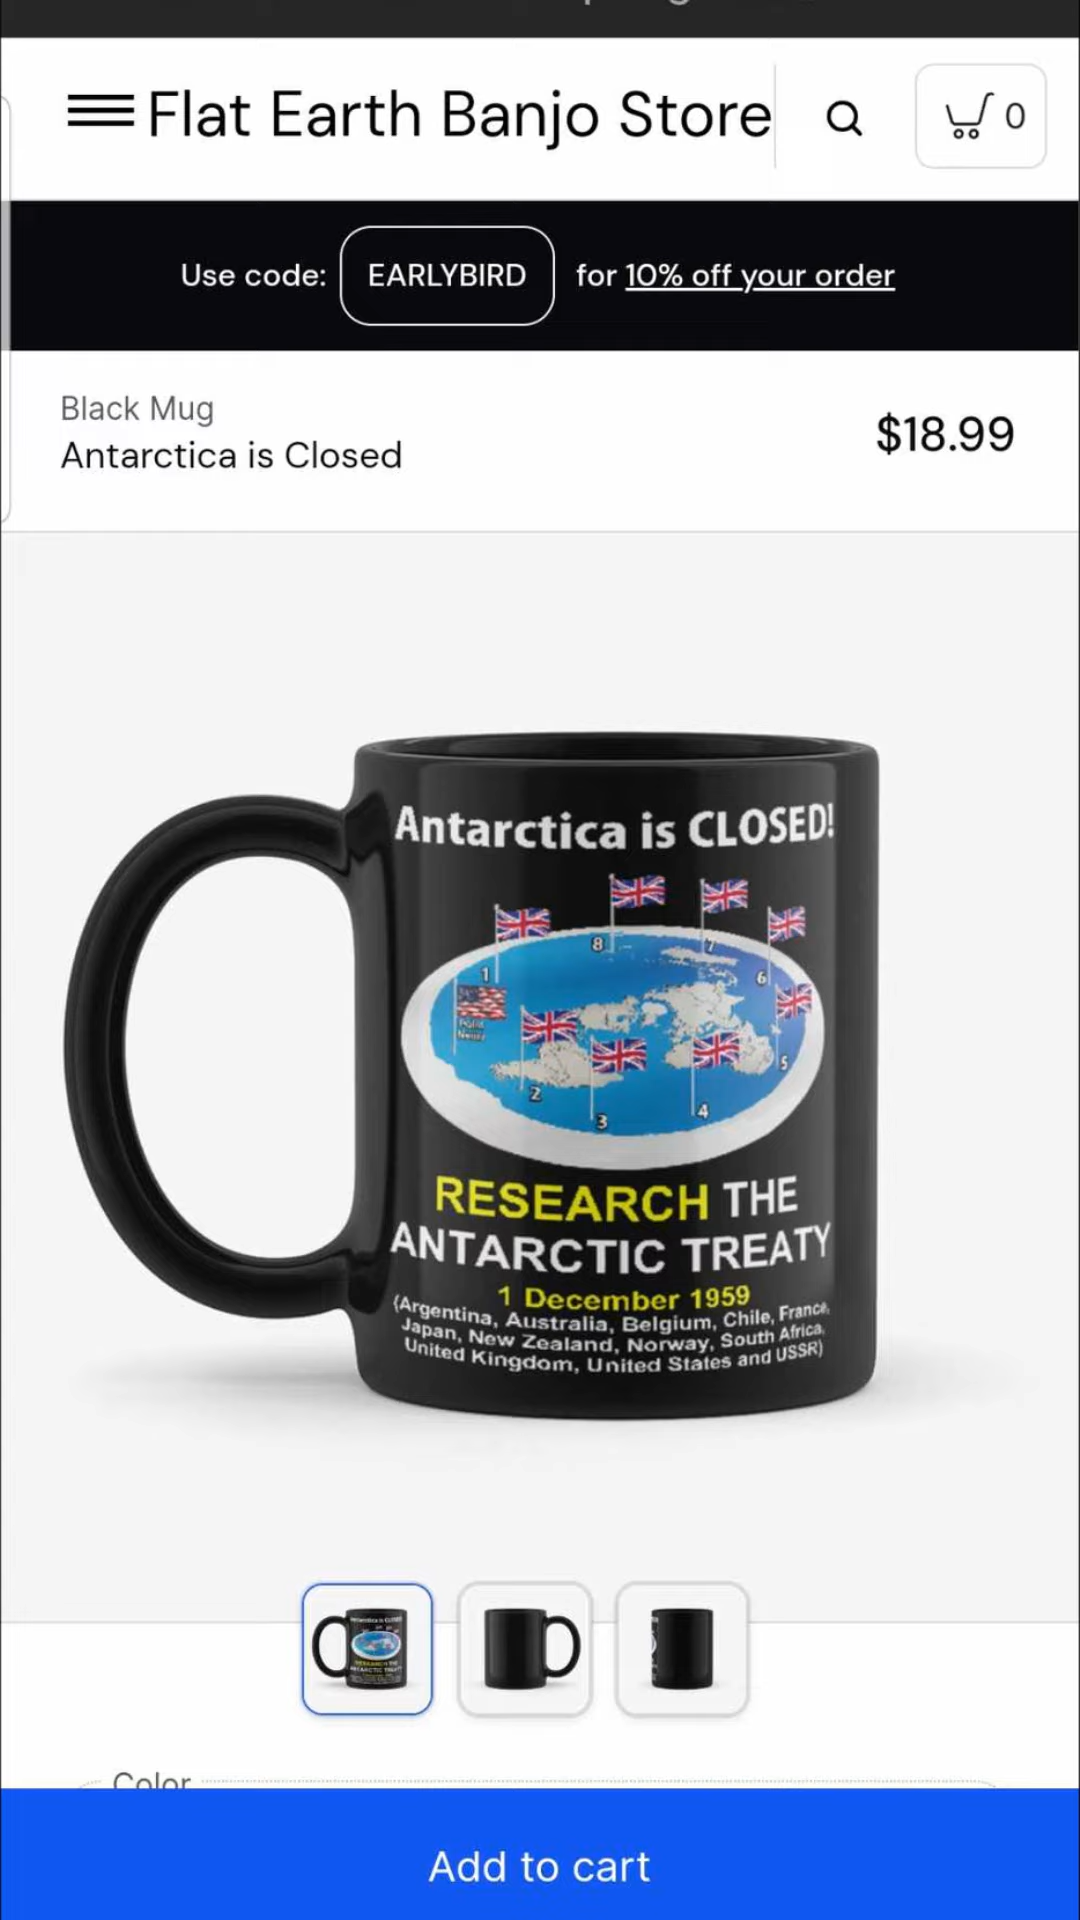 Flat Earth Banjo Store
0
Use code: EARLYBIRD for 10% off your order
Black Mug
Antarctica is Closed
$18.99
Antarctica is CLOSED!
8
7
1
6
5
2
4
3
RESEARCH THE
ANTARCTIC TREATY
1 December 1959
(Argentina, Australia, Belgium, Chile, France,
Japan, New Zealand, Norway, South Africa,
United Kingdom, United States and USSR)
Color
Add to cart